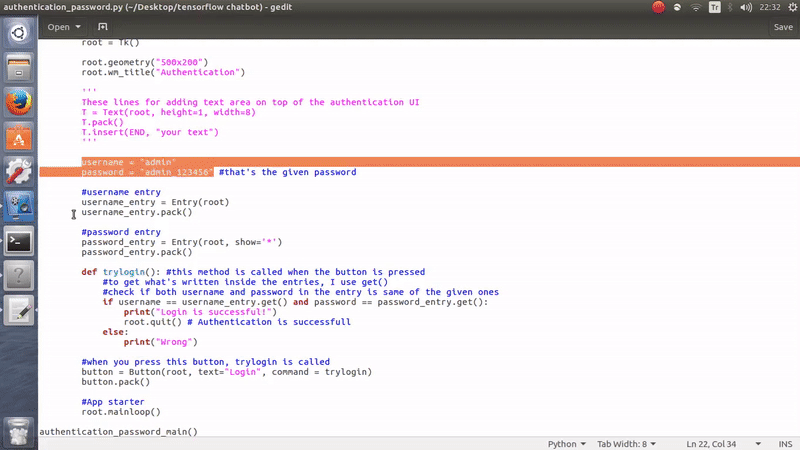 authentication_password.py (~/Desktop/tensorflow chatbot) - gedit
Tr
22:32
Open
Save
root = Tk()
root.geometry("500x200")
root.wm_title("Authentication")
'''
These lines for adding text area on top of the authentication UI
T = Text(root, height=1, width=8)
T.pack()
T.insert(END, "your text")
'''
username = "admin"
password = "admin_123456" #that's the given password
#username entry
username_entry = Entry(root)
username_entry.pack()
#password entry
password_entry = Entry(root, show='*')
password_entry.pack()
def trylogin(): #this method is called when the button is pressed
#to get what's written inside the entries, I use get()
#check if both username and password in the entry is same of the given ones
if username == username_entry.get() and password == password_entry.get():
print("Login is successful!")
root.quit() # Authentication is successfull
else:
print("Wrong")
#when you press this button, trylogin is called
button = Button(root, text="Login", command = trylogin)
button.pack()
#App starter
root.mainloop()
authentication_password_main()
Python
Tab Width: 8
Ln 22, Col 34
INS